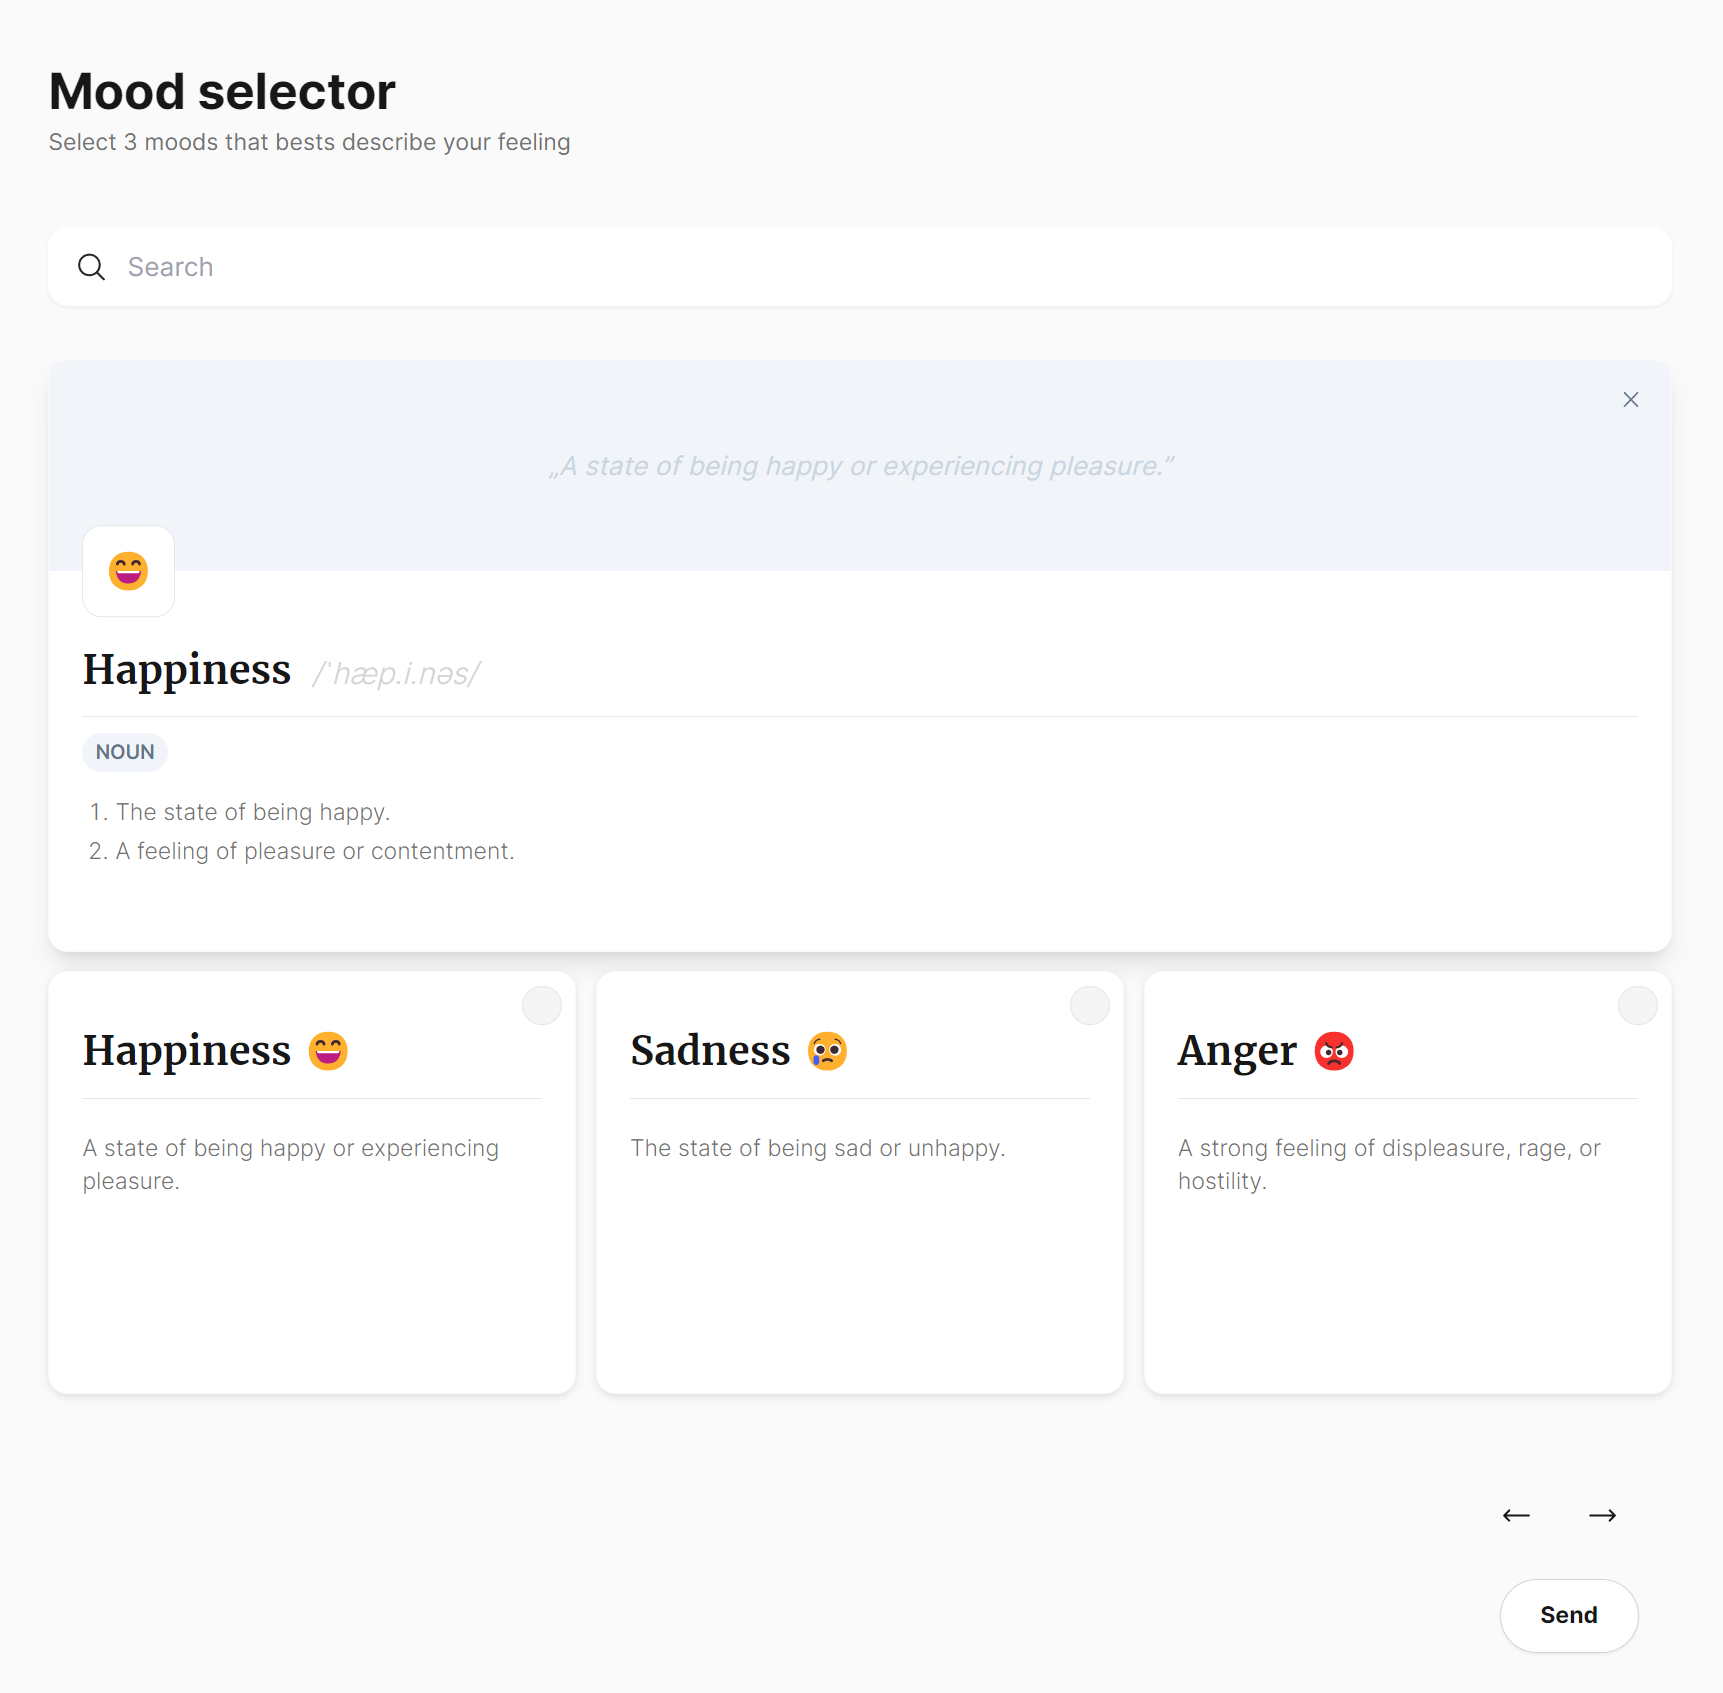 Mood selector
Select 3 moods that bests describe your feeling
Search
„A state of being happy or experiencing pleasure.”
Happiness /ˈhæp.i.nəs/
NOUN
1. The state of being happy.
2. A feeling of pleasure or contentment.
Happiness 😄
A state of being happy or experiencing
pleasure.
Sadness 😢
The state of being sad or unhappy.
Anger 😡
A strong feeling of displeasure, rage, or
hostility.
Send